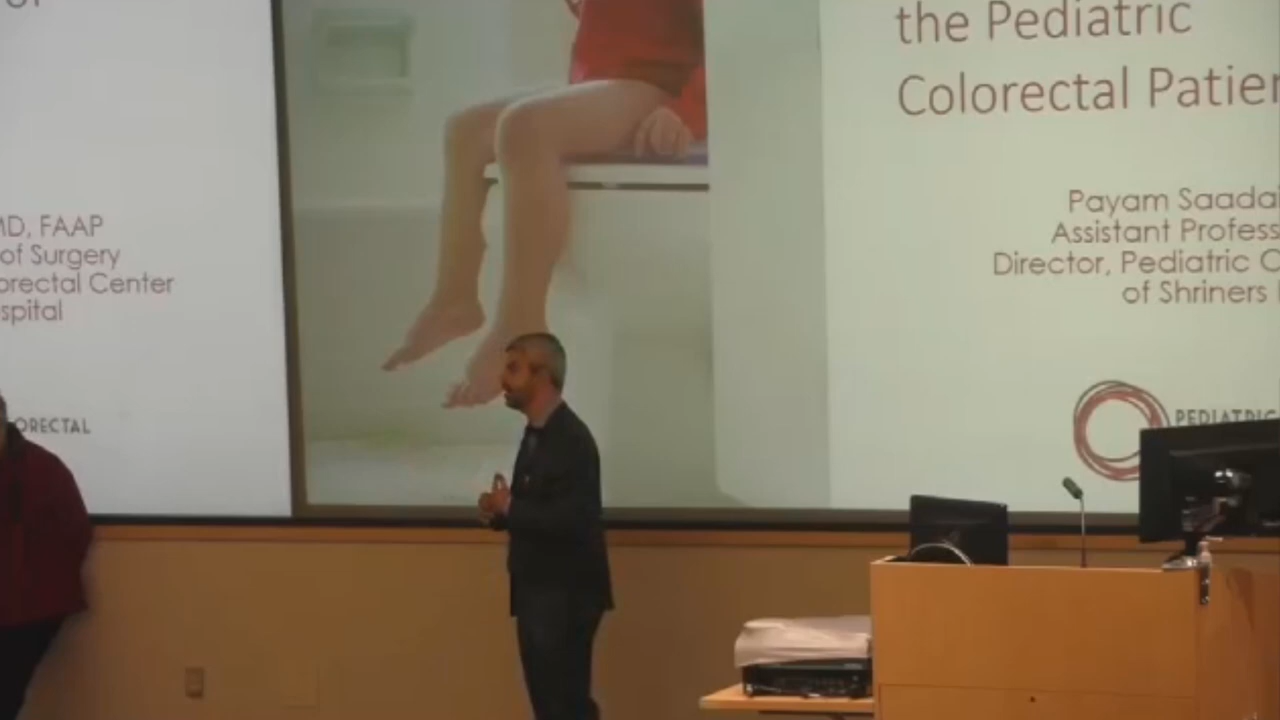 MD, FAAP
of Surgery
orectal Center
spital
ORECTAL
the Pediatric
Colorectal Patien
Payam Saadai
Assistant Profess
Director, Pediatric C
of Shriners
PEDIATRIC